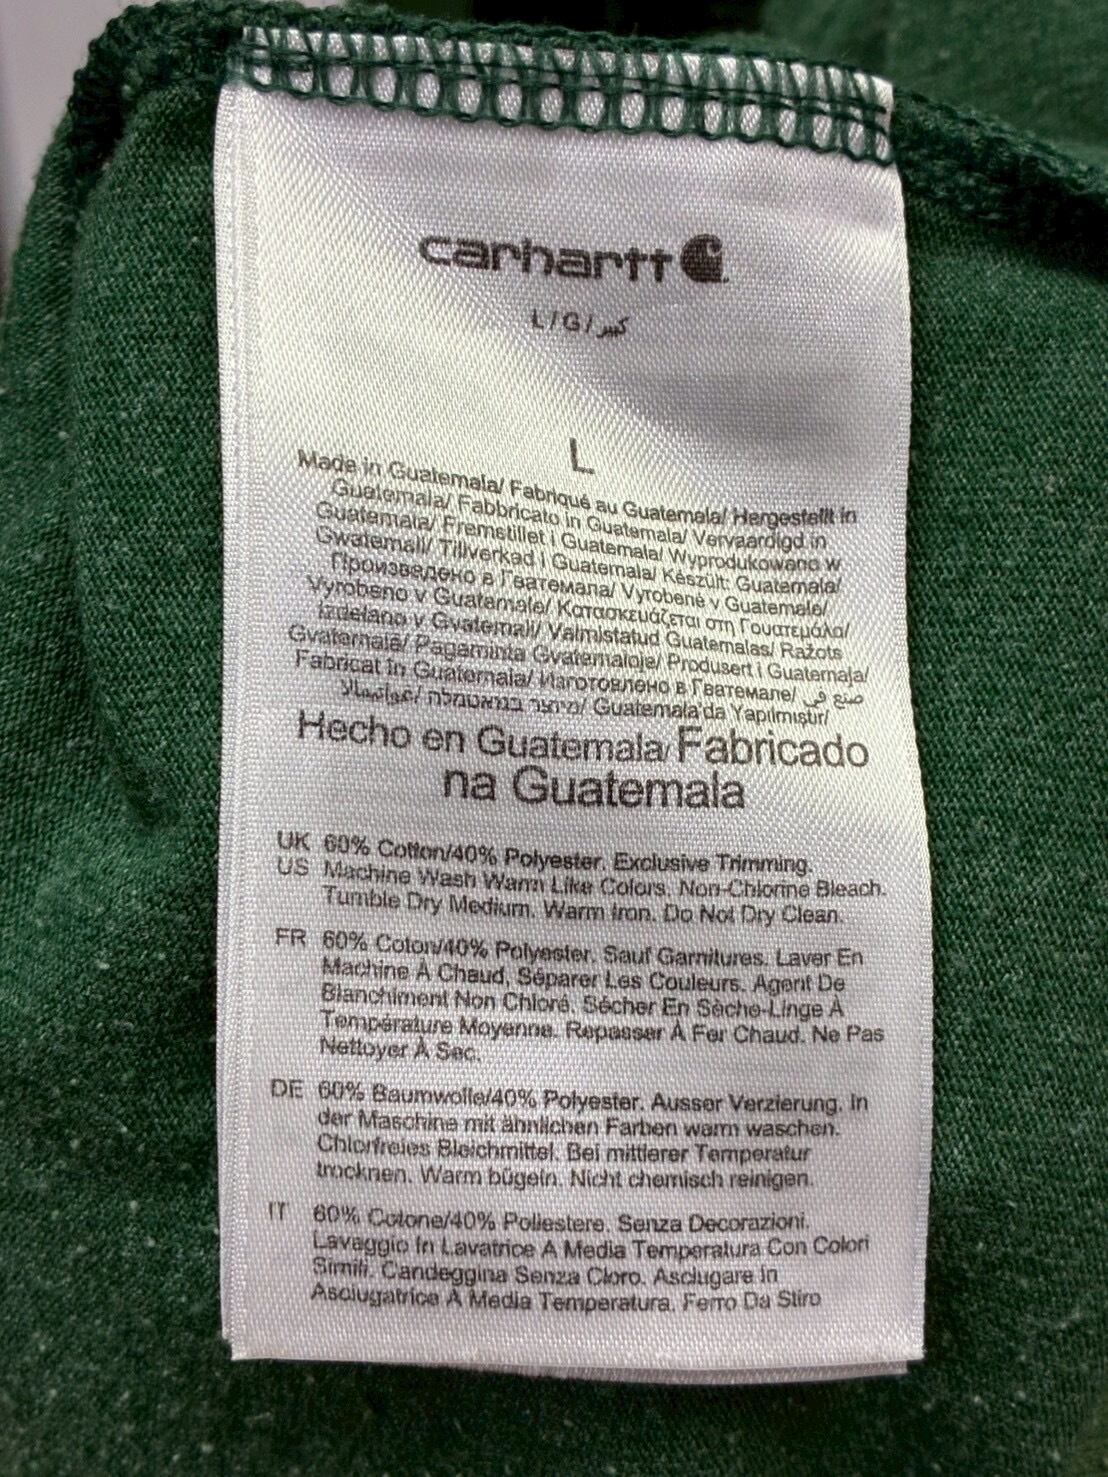 carhartt
L/G/كبير
L
Made in Guatemala/ Fabriqué au Guatemala/ Hergestellt in
Guatemala/ Fabbricato in Guatemala/ Vervaardigd in
Guatemala/ Fremstillet i Guatemala/ Wyprodukowano w
Gwatemali/ Tillverkad i Guatemala/ Készült: Guatemala/
Произведено в Гватемала/ Vyrobené v Guatemale/
Vyrobeno v Guatemale/ Κατασκευάζεται στη Γουατεμάλα/
Izdelano v Gvatemali/ Valmistatud Guatemalas/ Ražots
Gvatemalā/ Pagaminta Gvatemaloje/ Produsert i Guatemala/
Fabricat în Guatemala/ Изготовлено в Гватемале/ صنع في
غواتيمالا/ מיוצר בגואטמלה/ Guatemala'da Yapılmıştır/
Hecho en Guatemala/ Fabricado
na Guatemala
UK 60% Cotton/40% Polyester. Exclusive Trimming.
US Machine Wash Warm Like Colors. Non-Chlorine Bleach.
Tumble Dry Medium. Warm Iron. Do Not Dry Clean.
FR 60% Coton/40% Polyester. Sauf Garnitures. Laver En
Machine À Chaud, Séparer Les Couleurs. Agent De
Blanchiment Non Chloré. Sécher En Sèche-Linge À
Température Moyenne. Repasser À Fer Chaud. Ne Pas
Nettoyer À Sec.
DE 60% Baumwolle/40% Polyester. Ausser Verzierung. In
der Maschine mit ähnlichen Farben warm waschen.
Chlorfreies Bleichmittel. Bei mittlerer Temperatur
trocknen. Warm bügeln. Nicht chemisch reinigen.
IT 60% Cotone/40% Poliestere. Senza Decorazioni.
Lavaggio In Lavatrice A Media Temperatura Con Colori
Simili. Candeggina Senza Cloro. Asciugare In
Asciugatrice A Media Temperatura. Ferro Da Stiro